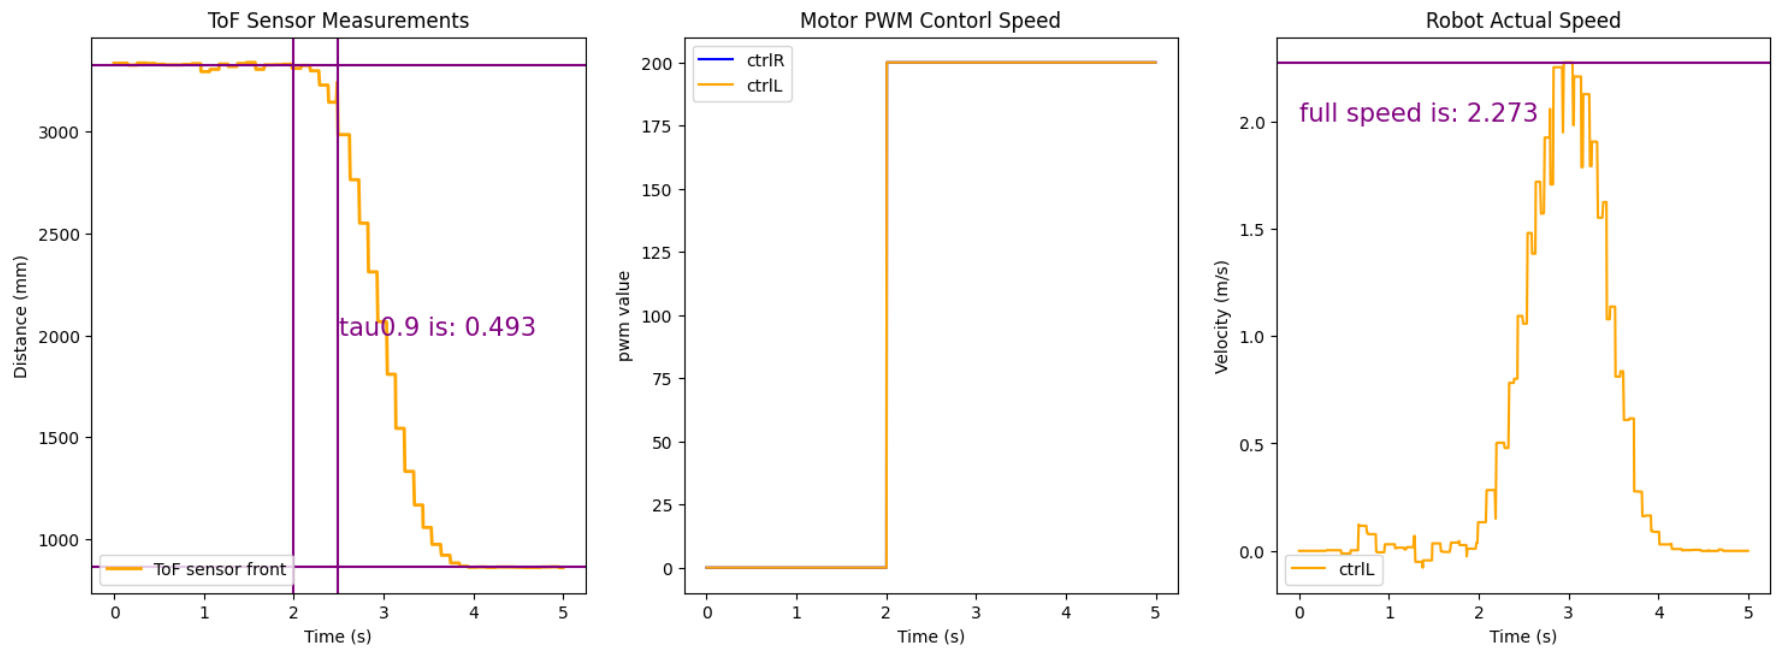 ToF Sensor Measurements
Distance (mm)
3000
2500
2000
1500
1000
tau0.9 is: 0.493
ToF sensor front
0 1 2 3 4 5
Time (s)
Motor PWM Contorl Speed
pwm value
200
175
150
125
100
75
50
25
0
ctrlR
ctrlL
0 1 2 3 4 5
Time (s)
Robot Actual Speed
Velocity (m/s)
2.0
1.5
1.0
0.5
0.0
full speed is: 2.273
ctrlL
0 1 2 3 4 5
Time (s)